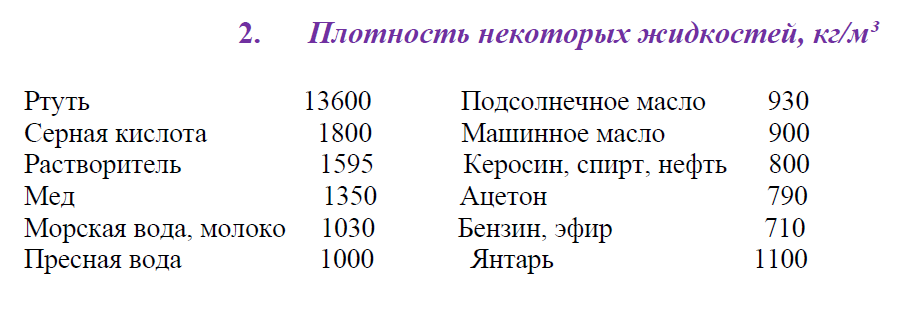 2. Плотность некоторых жидкостей, кг/м³
Ртуть 13600 Подсолнечное масло 930
Серная кислота 1800 Машинное масло 900
Растворитель 1595 Керосин, спирт, нефть 800
Мед 1350 Ацетон 790
Морская вода, молоко 1030 Бензин, эфир 710
Пресная вода 1000 Янтарь 1100